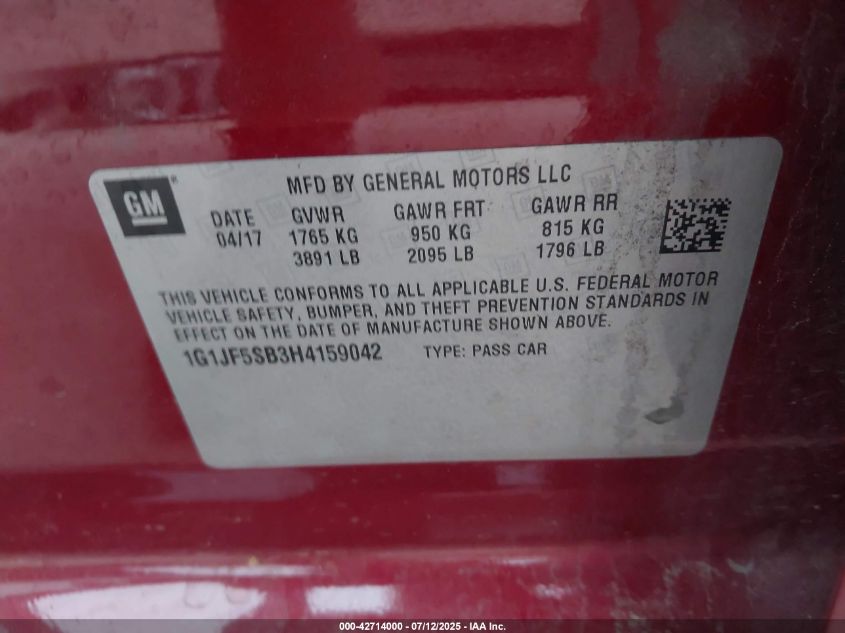 GM
MFD BY GENERAL MOTORS LLC
DATE GVWR GAWR FRT GAWR RR
04/17 1765 KG 950 KG 815 KG
3891 LB 2095 LB 1796 LB
THIS VEHICLE CONFORMS TO ALL APPLICABLE U.S. FEDERAL MOTOR
VEHICLE SAFETY, BUMPER, AND THEFT PREVENTION STANDARDS IN
EFFECT ON THE DATE OF MANUFACTURE SHOWN ABOVE.
1G1JF5SB3H4159042 TYPE: PASS CAR
000-42714000 - 07/12/2025 - IAA Inc.